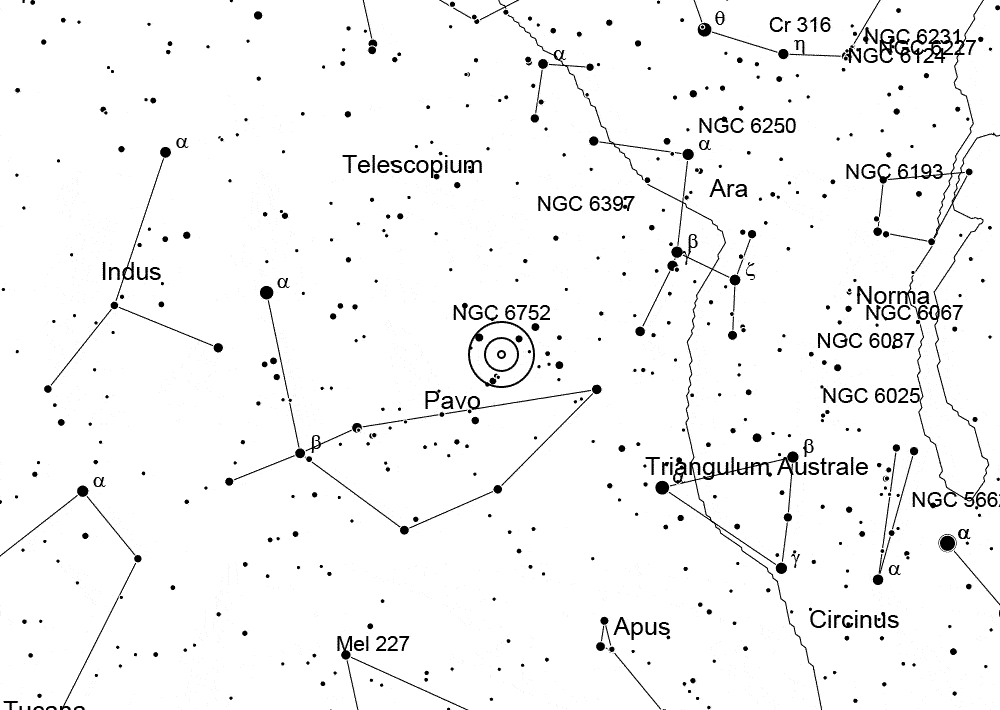 θ
Cr 316
η
NGC 6231
NGC 6227
NGC 6124
α
NGC 6250
α
α
Telescopium
NGC 6193
Ara
NGC 6397
β
γ
ζ
Indus
α
Norma
NGC 6067
NGC 6752
NGC 6087
NGC 6025
Pavo
β
β
Triangulum Australe
α
α
NGC 5662
α
γ
α
Circinus
Apus
Mel 227
Tucana